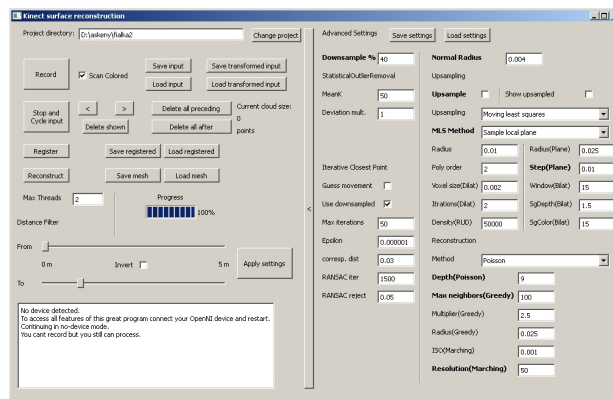 Kinect surface reconstruction
Project directory: D:\askeny\fialka2 Change project
Record Scan Colored Save input Save transformed input
Load input Load transformed input
Stop and Cycle input < > Delete all preceding Current cloud size:
Delete shown Delete all after 0 points
Register Save registered Load registered
Reconstruct Save mesh Load mesh
Max Threads 2 Progress
100%
Distance Filter
From
0 m Invert 5 m Apply settings
To
No device detected.
To access all features of this great program connect your OpenNI device and restart.
Continuing in no-device mode.
You cant record but you still can process.
<
Advanced Settings Save settings Load settings
Downsample % 40
StatisticalOutlierRemoval
MeanK 50
Deviation mult. 1
Iterative Closest Point
Guess movement
Use downsampled
Max iterations 50
Epsilon 0.000001
corresp. dist 0.03
RANSAC iter 1500
RANSAC reject 0.05
Normal Radius 0.004
Upsampling
Upsample Show upsampled
Upsampling Moving least squares
MLS Method Sample local plane
Radius 0.01 Radius(Plane) 0.025
Poly order 2 Step(Plane) 0.01
Voxel size(Dilat) 0.002 Window(Bilat) 15
Itrations(Dilat) 2 SgDepth(Bilat) 1.5
Density(RUD) 50000 SgColor(Bilat) 15
Reconstruction
Method Poisson
Depth(Poisson) 9
Max neighbors(Greedy) 100
Multiplier(Greedy) 2.5
Radius(Greedy) 0.025
ISO(Marching) 0.001
Resolution(Marching) 50